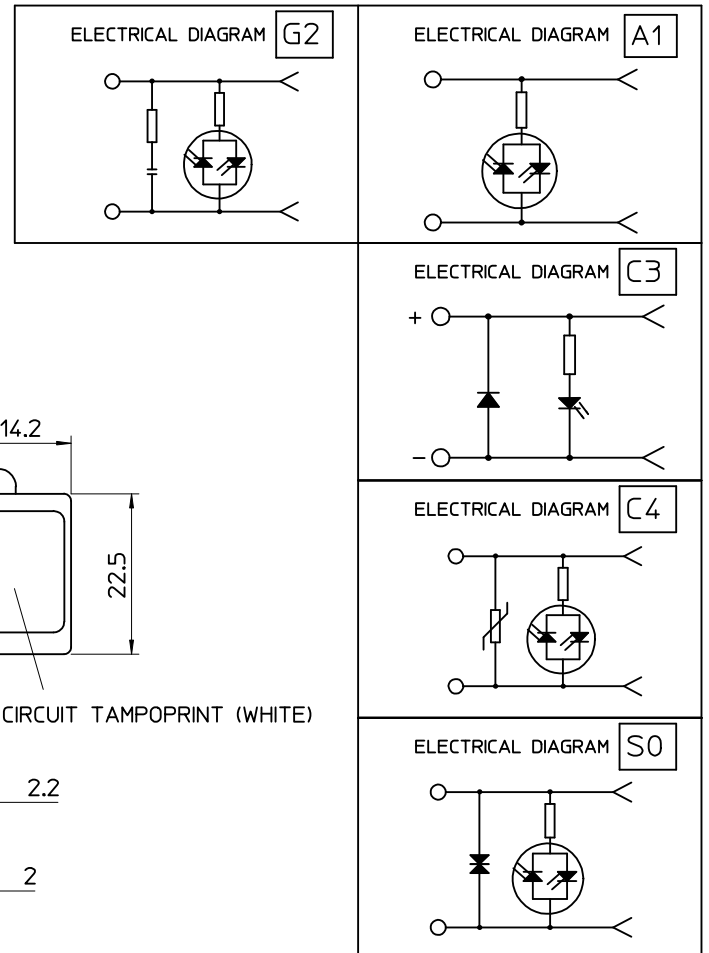 ELECTRICAL DIAGRAM G2
ELECTRICAL DIAGRAM A1
ELECTRICAL DIAGRAM C3
+
-
14.2
22.5
ELECTRICAL DIAGRAM C4
CIRCUIT TAMPOPRINT (WHITE)
ELECTRICAL DIAGRAM S0
2.2
2